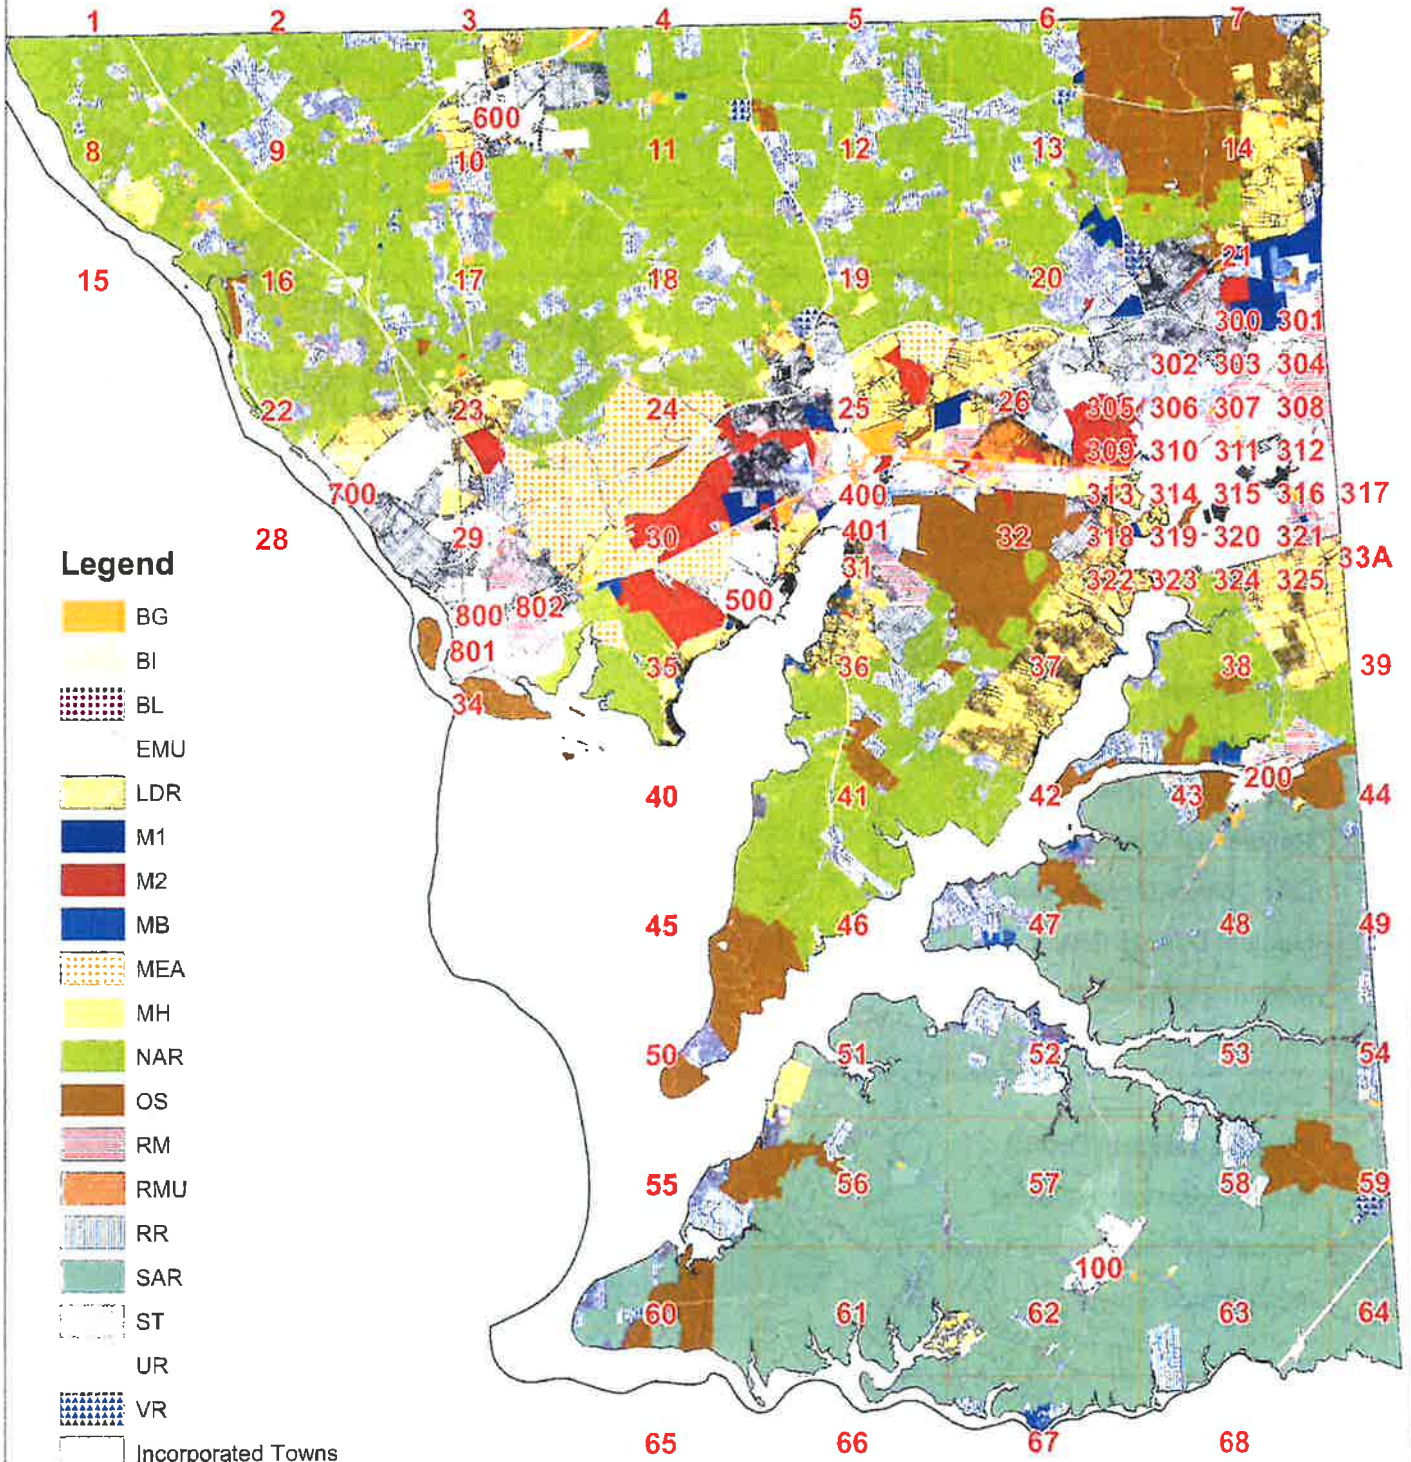 1 2 3 4 5 6 7
600
8 9 10 11 12 13 14
15 16 17 18 19 20 21
300 301
302 303 304
22 23 24 25 26 305 306 307 308
309 310 311 312
700 400 313 314 315 316 317
28 29 30 401 32 318 319 320 321
31 33A
322 323 324 325
800 802 500
801 35 36 37 38 39
34
200
40 41 42 43 44
45 46 47 48 49
50 51 52 53 54
55 56 57 58 59
100
60 61 62 63 64
65 66 67 68
Legend
BG
BI
BL
EMU
LDR
M1
M2
MB
MEA
MH
NAR
OS
RM
RMU
RR
SAR
ST
UR
VR
Incorporated Towns